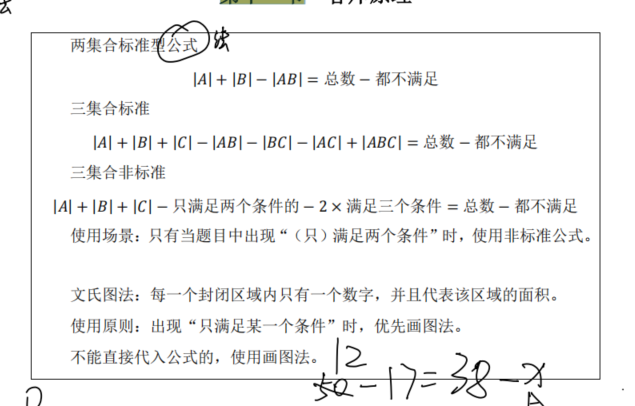 法
两集合标准型公式 法
|A| + |B| − |AB| = 总数 − 都不满足
三集合标准
|A| + |B| + |C| − |AB| − |BC| − |AC| + |ABC| = 总数 − 都不满足
三集合非标准
|A| + |B| + |C| − 只满足两个条件的 − 2 × 满足三个条件 = 总数 − 都不满足
使用场景：只有当题目中出现“（只）满足两个条件”时，使用非标准公式。
文氏图法：每一个封闭区域内只有一个数字，并且代表该区域的面积。
使用原则：出现“只满足某一个条件”时，优先画图法。
不能直接代入公式的，使用画图法。
12
50 − 17 = 38 − x